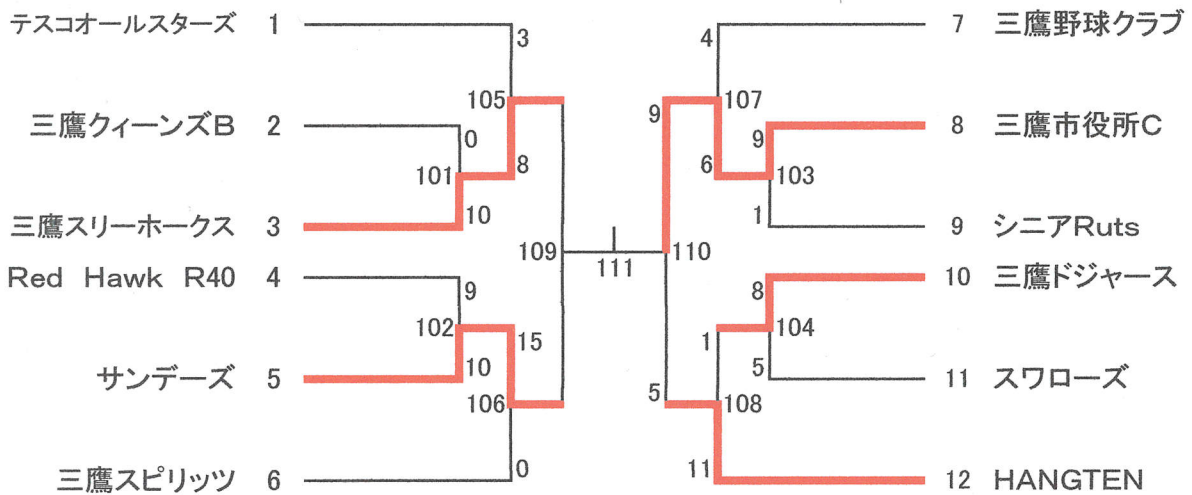 テスコオールスターズ 1
3
4
7 三鷹野球クラブ
105
107
9
三鷹クィーンズB 2
0
9
8 三鷹市役所C
101
8
6
103
三鷹スリーホークス 3
10
1
9 シニアRuts
109
111
110
Red Hawk R40 4
9
8
10 三鷹ドジャース
102
15
1
104
サンデーズ 5
10
5
11 スワローズ
106
5
108
三鷹スピリッツ 6
0
11
12 HANGTEN